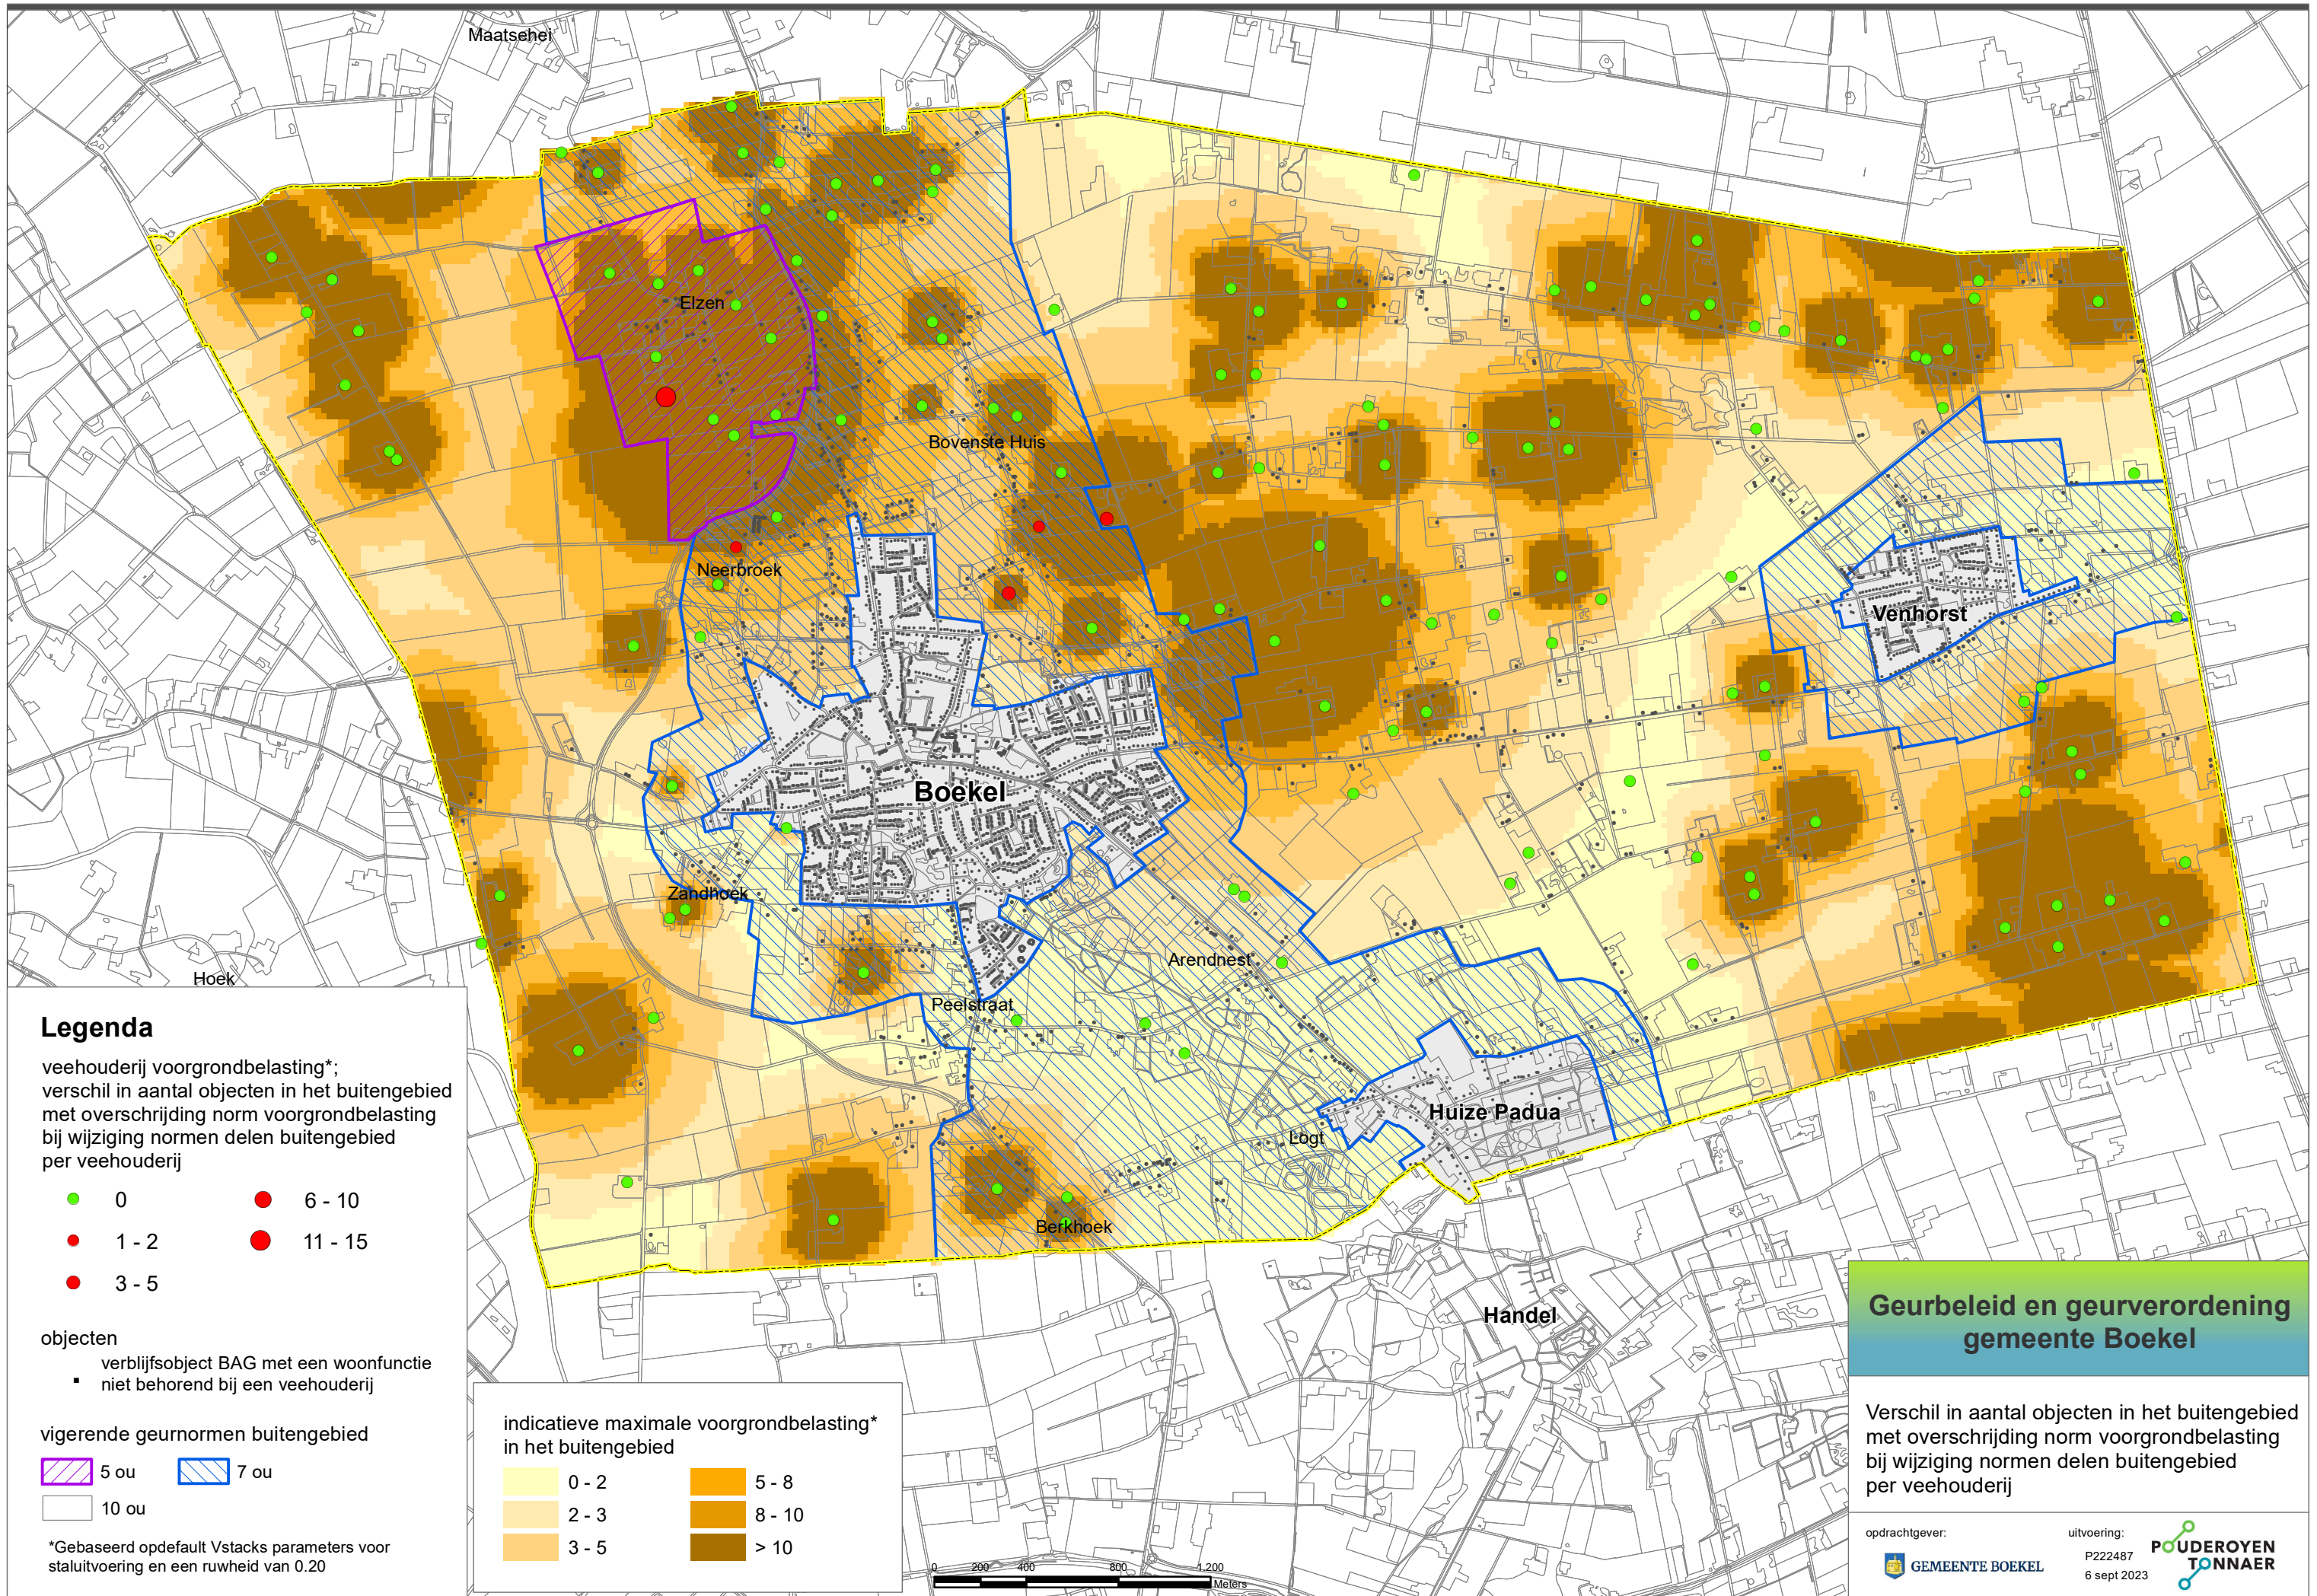 Maatsehei
Elzen
Bovenste Huis
Neerbroek
Venhorst
Boekel
Zandhoek
Arendnest
Hoek
Peelstraat
Huize Padua
Logt
Berkhoek
Handel
Legenda
veehouderij voorgrondbelasting*;
verschil in aantal objecten in het buitengebied
met overschrijding norm voorgrondbelasting
bij wijziging normen delen buitengebied
per veehouderij
0
6 - 10
1 - 2
11 - 15
3 - 5
objecten
verblijfsobject BAG met een woonfunctie
niet behorend bij een veehouderij
vigerende geurnormen buitengebied
5 ou
7 ou
10 ou
*Gebaseerd opdefault Vstacks parameters voor
staluitvoering en een ruwheid van 0.20
indicatieve maximale voorgrondbelasting*
in het buitengebied
0 - 2
5 - 8
2 - 3
8 - 10
3 - 5
> 10
0 200 400 800 1.200
Meters
Geurbeleid en geurverordening
gemeente Boekel
Verschil in aantal objecten in het buitengebied
met overschrijding norm voorgrondbelasting
bij wijziging normen delen buitengebied
per veehouderij
opdrachtgever:
uitvoering:
GEMEENTE BOEKEL
P222487
6 sept 2023
POUDEROYEN
TONNAER